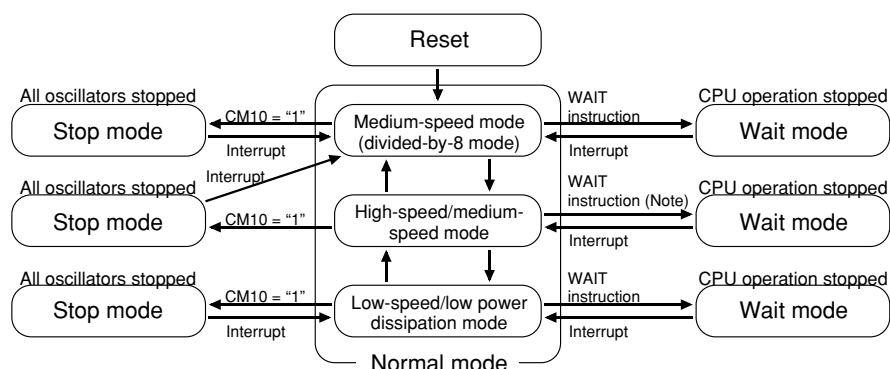 Reset
All oscillators stopped
CM10 = “1”
Stop mode
Interrupt
Medium-speed mode
(divided-by-8 mode)
WAIT
instruction
CPU operation stopped
Wait mode
Interrupt
All oscillators stopped
Interrupt
Stop mode
CM10 = “1”
High-speed/medium-
speed mode
WAIT
instruction (Note)
CPU operation stopped
Wait mode
Interrupt
All oscillators stopped
CM10 = “1”
Stop mode
Interrupt
Low-speed/low power
dissipation mode
WAIT
instruction
CPU operation stopped
Wait mode
Interrupt
Normal mode